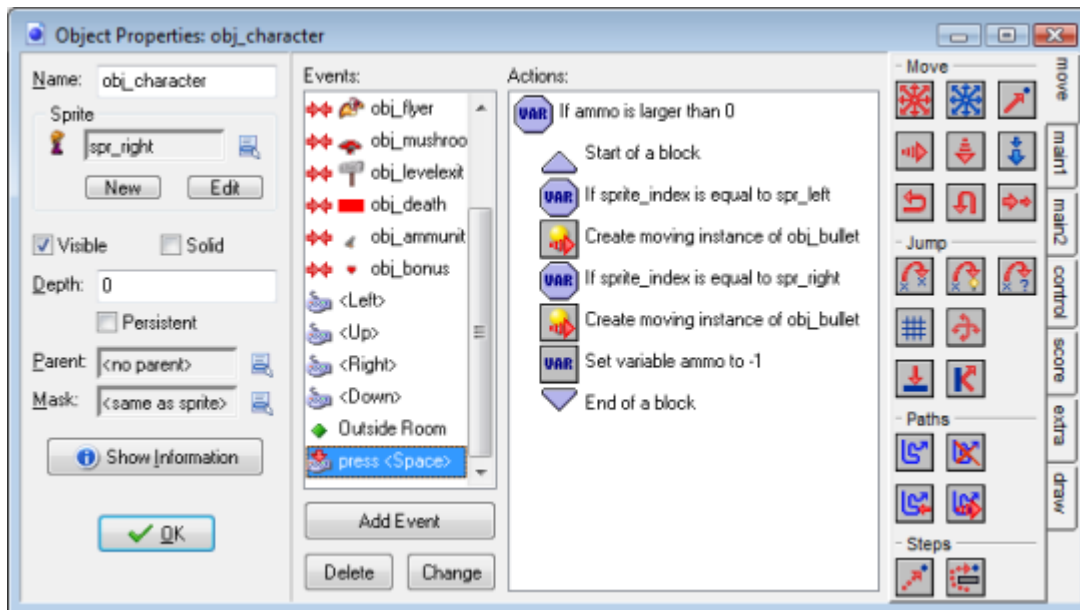 Object Properties: obj_character
Name: obj_character
Sprite
spr_right
New Edit
Visible Solid
Depth: 0
Persistent
Parent: <no parent>
Mask: <same as sprite>
Show Information
OK
Events:
obj_flyer
obj_mushroo
obj_levelexit
obj_death
obj_ammunit
obj_bonus
<Left>
<Up>
<Right>
<Down>
Outside Room
press <Space>
Add Event
Delete Change
Actions:
VAR If ammo is larger than 0
Start of a block
VAR If sprite_index is equal to spr_left
Create moving instance of obj_bullet
VAR If sprite_index is equal to spr_right
Create moving instance of obj_bullet
VAR Set variable ammo to -1
End of a block
Move
Jump
Paths
Steps
move
main1
main2
control
score
extra
draw